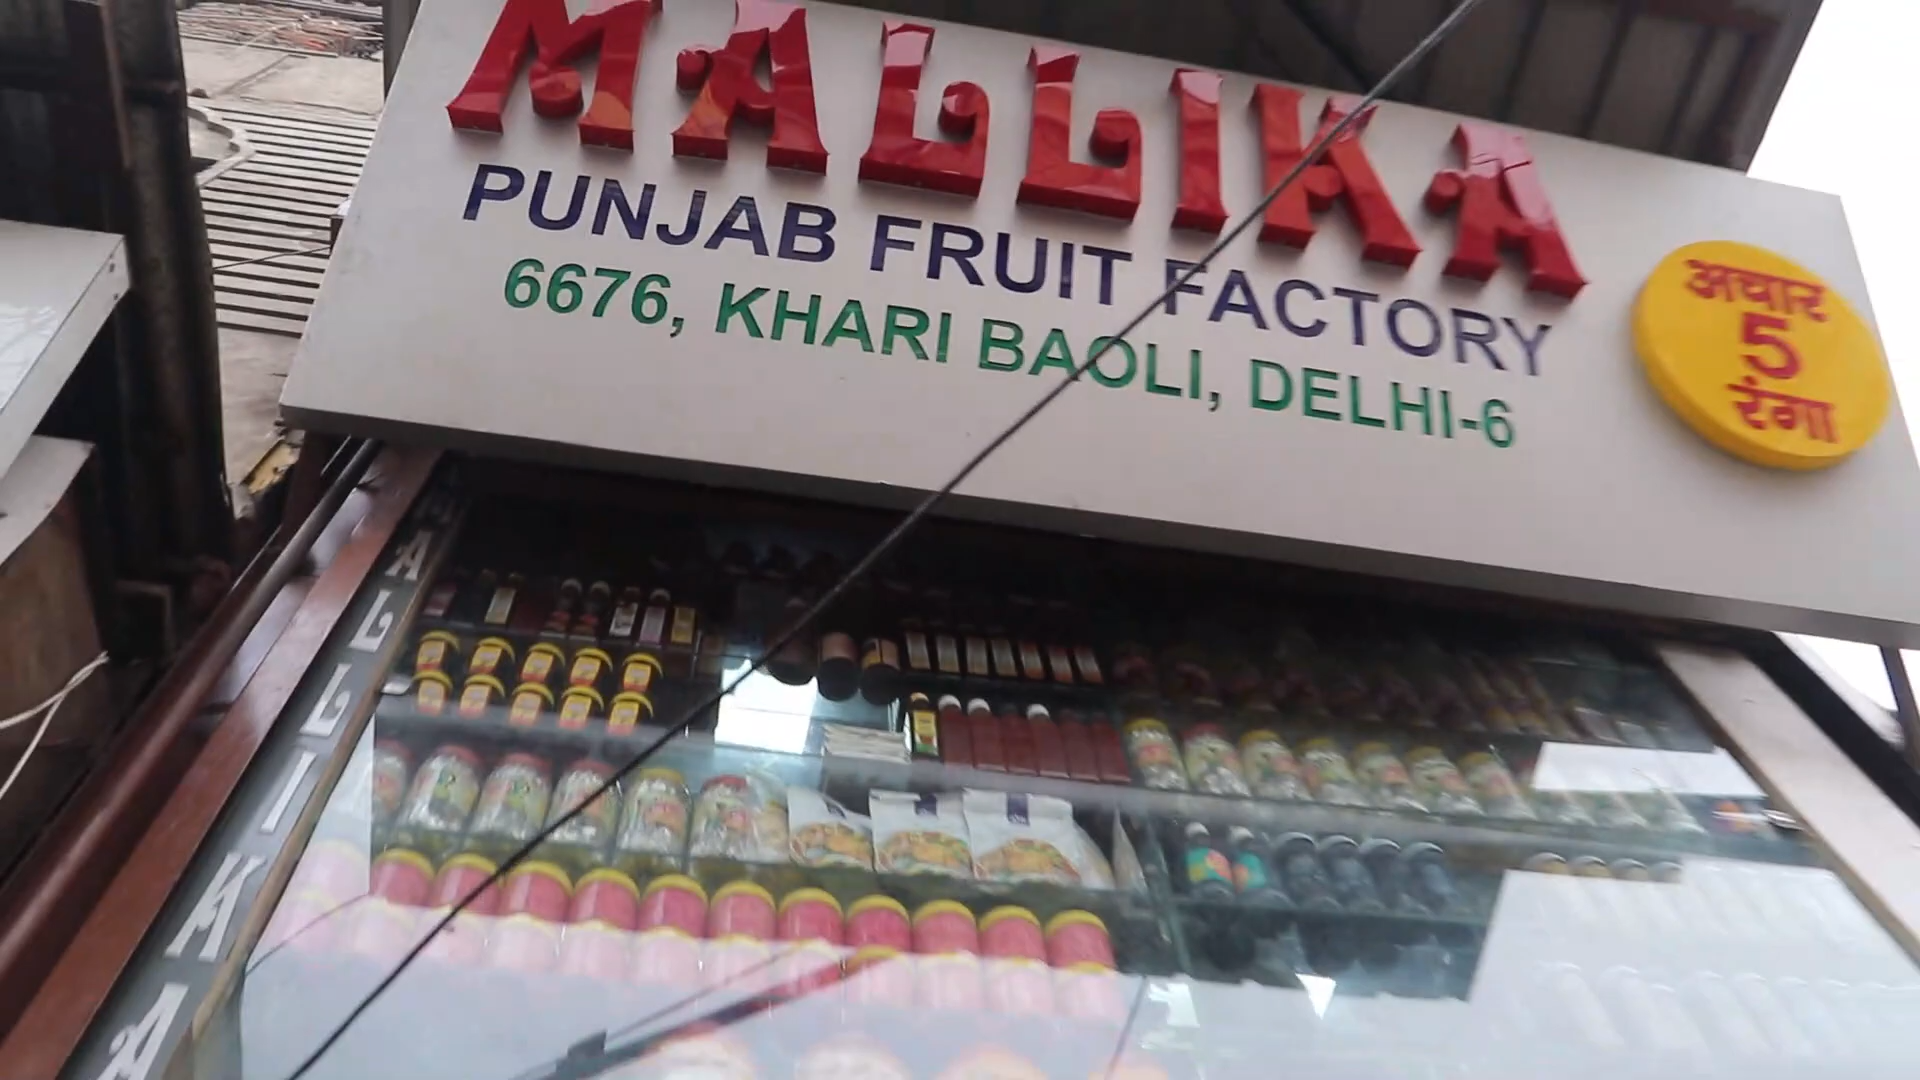 MALLIKA
PUNJAB FRUIT FACTORY
6676, KHARI BAOLI, DELHI-6
अचार
5
रंगा
MALLIKA